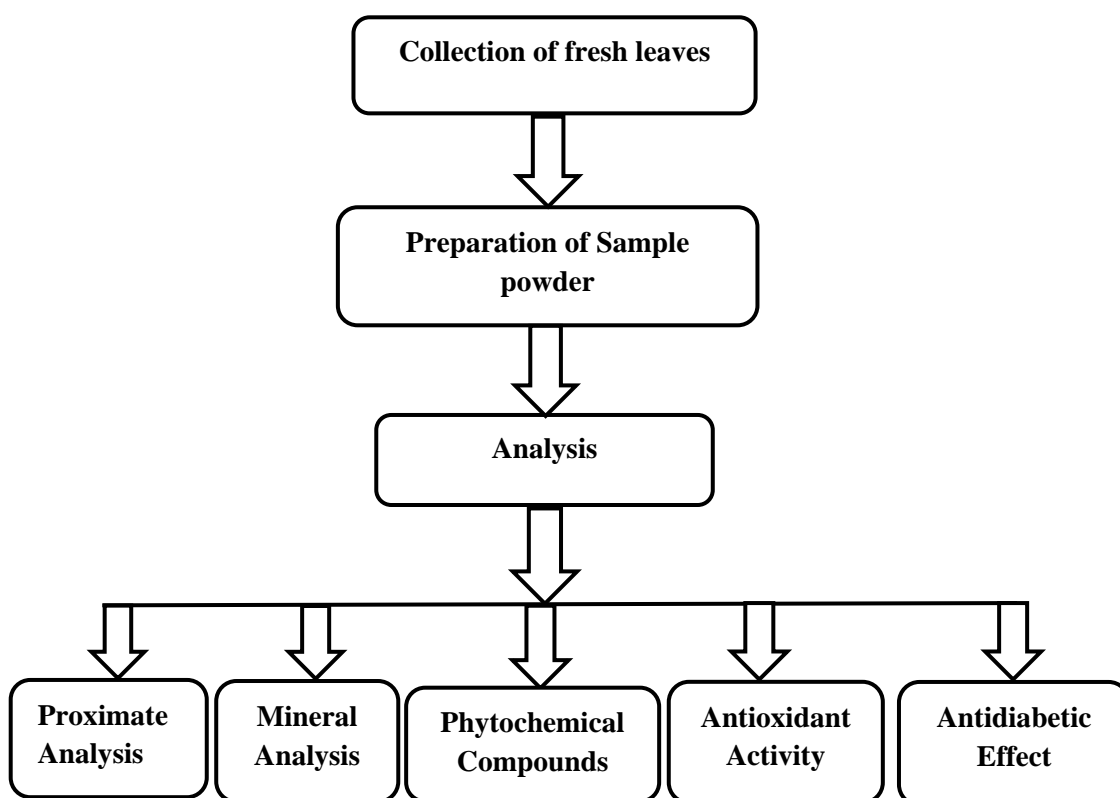 Collection of fresh leaves
Preparation of Sample
powder
Analysis
Proximate
Analysis
Mineral
Analysis
Phytochemical
Compounds
Antioxidant
Activity
Antidiabetic
Effect